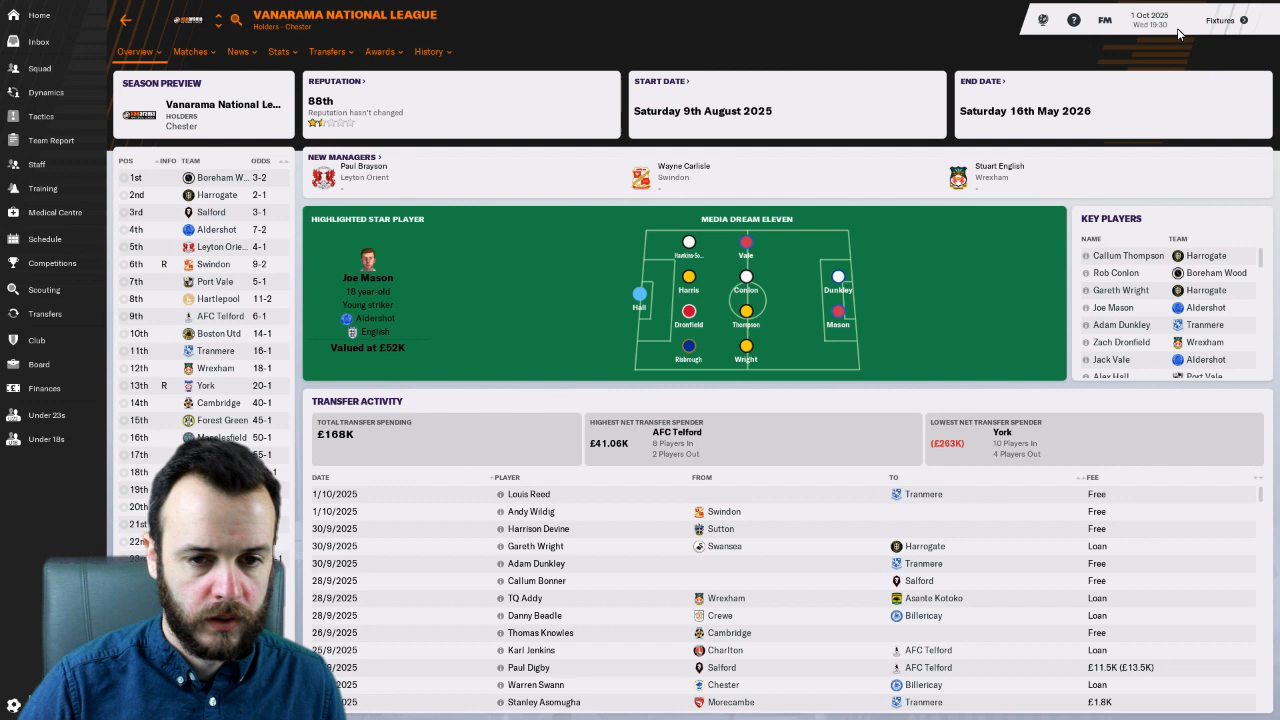 Home
Inbox
Squad
Dynamics
Tactics
Team Report
Staff
Training
Medical Centre
Schedule
Competitions
Scouting
Transfers
Club
Board
Finances
Under 23s
Under 18s
VANARAMA NATIONAL LEAGUE
Holders - Chester
FM
1 Oct 2025
Wed 19:30
Fixtures
Overview Matches News Stats Transfers Awards History
SEASON PREVIEW
Vanarama National Le...
HOLDERS
Chester
REPUTATION >
88th
Reputation hasn't changed
START DATE >
Saturday 9th August 2025
END DATE >
Saturday 16th May 2026
POS INFO TEAM ODDS
1st Boreham W... 3-2
2nd Harrogate 2-1
3rd Salford 3-1
4th Aldershot 7-2
5th Leyton Orie... 4-1
6th R Swindon 9-2
7th Port Vale 5-1
8th Hartlepool 11-2
9th AFC Telford 6-1
10th Boston Utd 14-1
11th Tranmere 16-1
12th Wrexham 18-1
13th R York 20-1
14th Cambridge 40-1
15th Forest Green 45-1
16th Macclesfield 50-1
17th
18th
19th
20th
21st
NEW MANAGERS >
Paul Brayson
Leyton Orient
-
Wayne Carlisle
Swindon
-
Stuart English
Wrexham
-
HIGHLIGHTED STAR PLAYER
Joe Mason
18 year-old
Young striker
Aldershot
English
Valued at £52K
MEDIA DREAM ELEVEN
Hawkins-So...
Vale
Harris
Conlon
Dunkley
Hall
Dronfield
Thompson
Mason
Risbrough
Wright
KEY PLAYERS
NAME TEAM
Callum Thompson Harrogate
Rob Conlon Boreham Wood
Gareth Wright Harrogate
Joe Mason Aldershot
Adam Dunkley Tranmere
Zach Dronfield Wrexham
Jack Vale Aldershot
Alex Hall Port Vale
TRANSFER ACTIVITY
TOTAL TRANSFER SPENDING
£168K
HIGHEST NET TRANSFER SPENDER
£41.06K
AFC Telford
8 Players In
2 Players Out
LOWEST NET TRANSFER SPENDER
(£263K)
York
10 Players In
4 Players Out
DATE PLAYER FROM TO FEE
1/10/2025 Louis Reed Tranmere Free
1/10/2025 Andy Wildig Swindon Free
30/9/2025 Harrison Devine Sutton Free
30/9/2025 Gareth Wright Swansea Harrogate Loan
30/9/2025 Adam Dunkley Tranmere Free
28/9/2025 Callum Bonner Salford Free
28/9/2025 TQ Addy Wrexham Asante Kotoko Loan
28/9/2025 Danny Beadle Crewe Billericay Loan
26/9/2025 Thomas Knowles Cambridge Free
25/9/2025 Karl Jenkins Charlton AFC Telford Loan
/2025 Paul Digby Salford AFC Telford £11.5K (£13.5K)
2025 Warren Swann Chester Billericay Loan
2025 Stanley Asomugha Morecambe Tranmere £1.8K